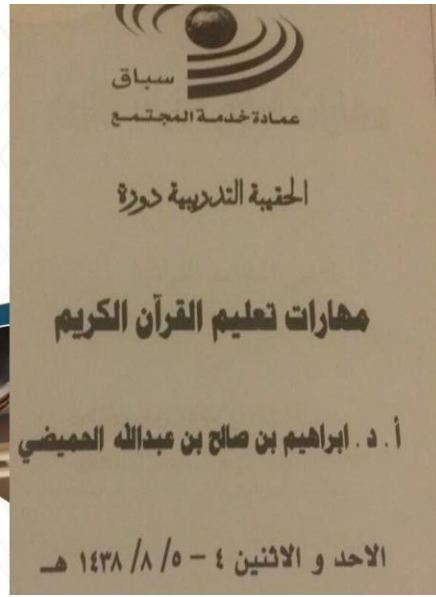 سباق
عمادة خدمة المجتمع
الحقيبة التدريبية دورة
مهارات تعليم القرآن الكريم
أ . د . ابراهيم بن صالح بن عبدالله الحميضي
الاحد و الاثنين ٤ – ٥ /٨ /١٤٣٨ هـ